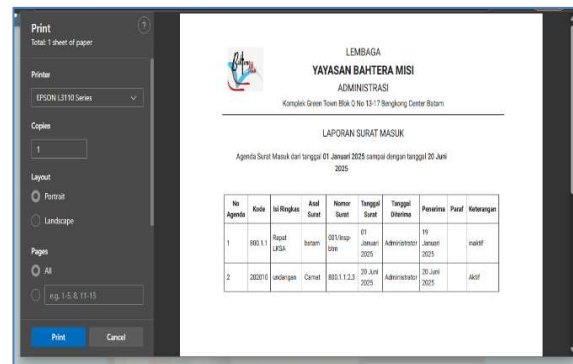 Print
?
Total: 1 sheet of paper
Printer
EPSON L3110 Series
Copies
1
Layout
Portrait
Landscape
Pages
All
e.g. 1-5, 8, 11-13
Print Cancel
LEMBAGA
YAYASAN BAHTERA MISI
ADMINISTRASI
Komplek Green Town Blok Q No 13-17 Bengkong Center Batam
LAPORAN SURAT MASUK
Agenda Surat Masuk dari tanggal 01 Januari 2025 sampai dengan tanggal 20 Juni
2025
No Agenda Kode Isi Ringkas Asal Surat Nomor Surat Tanggal Surat Tanggal Diterima Penerima Paraf Keterangan
1 800.1.1 Rapat LKSA batam 001/insp-btm 01 Januari 2025 Administrator 19 Januari 2025 inaktif
2 202010 undangan Camat 800.1.1.2.3 20 Juni 2025 Administrator 20 Juni 2025 Aktif